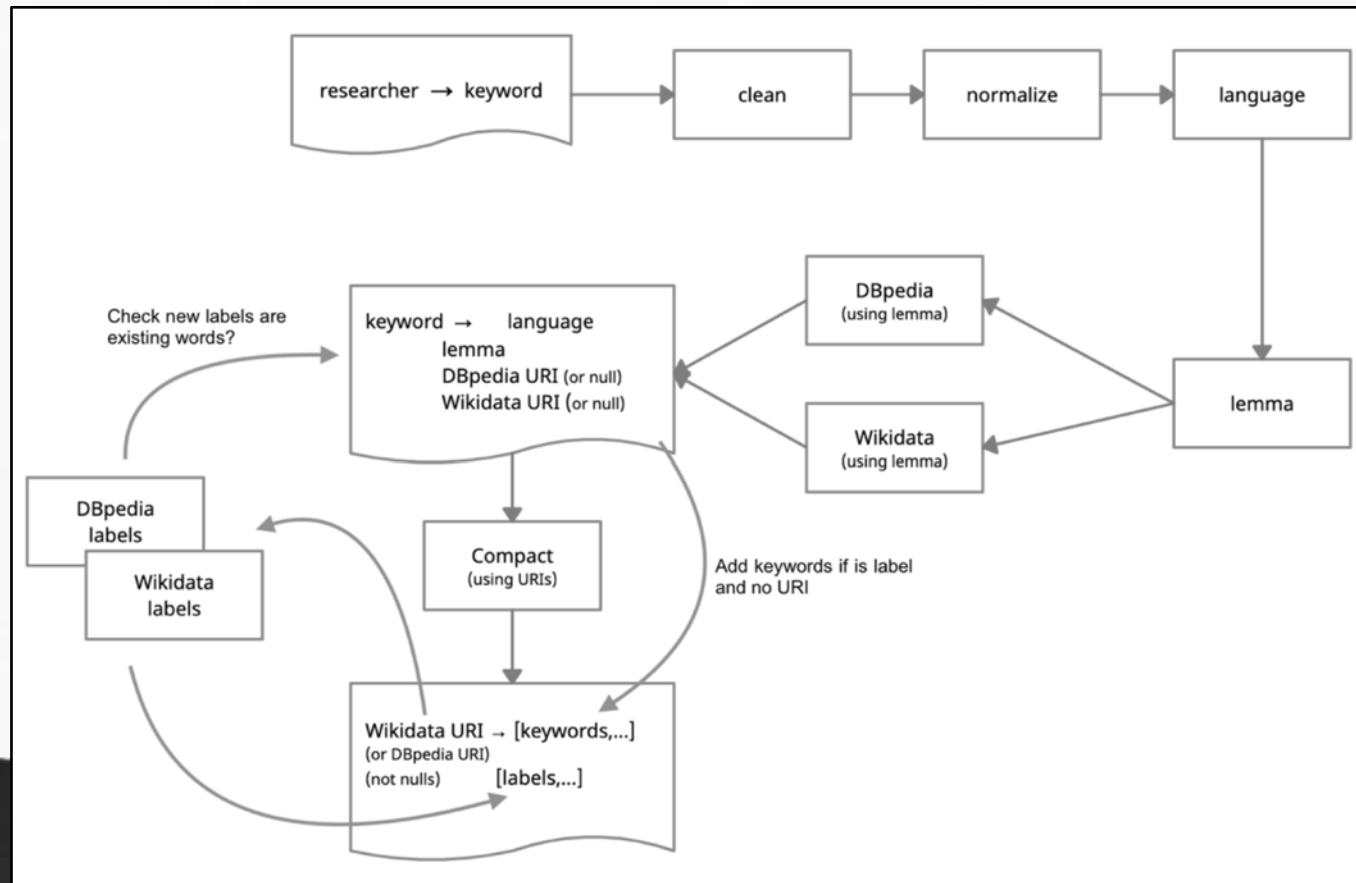 researcher → keyword
clean
normalize
language
DBpedia
(using lemma)
Check new labels are
existing words?
keyword → language
lemma
DBpedia URI (or null)
Wikidata URI (or null)
lemma
Wikidata
(using lemma)
DBpedia
labels
Wikidata
labels
Compact
(using URIs)
Add keywords if is label
and no URI
Wikidata URI → [keywords,...]
(or DBpedia URI)
(not nulls) [labels,...]